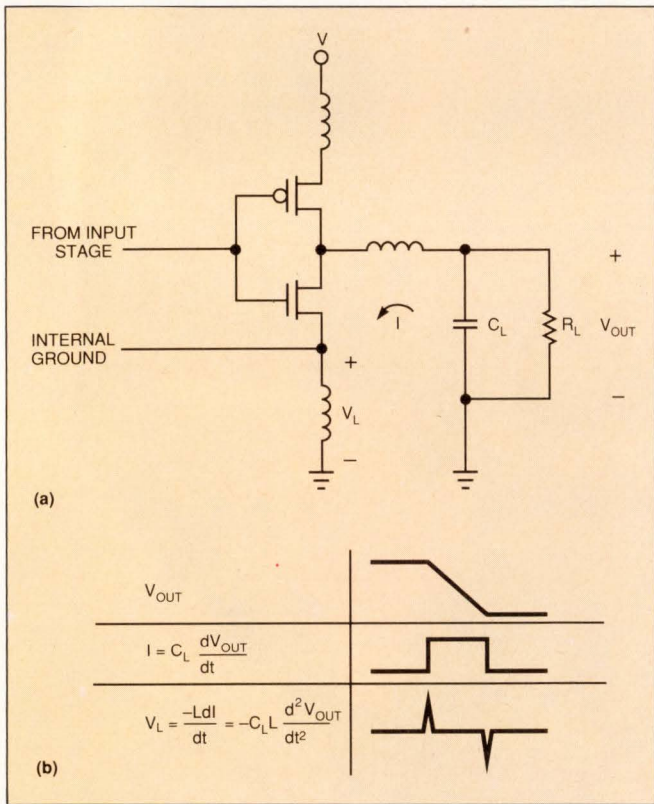 V
FROM INPUT
STAGE
INTERNAL
GROUND
I
C_L
R_L
+
V_OUT
−
+
V_L
−
(a)
V_OUT
I = C_L dV_OUT/dt
V_L = -LdI/dt = -C_L L d²V_OUT/dt²
(b)